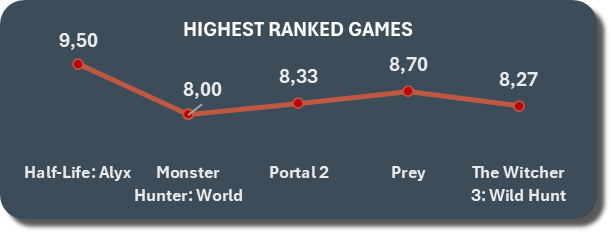 HIGHEST RANKED GAMES
9,50
8,00
8,33
8,70
8,27
Half-Life: Alyx
Monster
Hunter: World
Portal 2
Prey
The Witcher
3: Wild Hunt